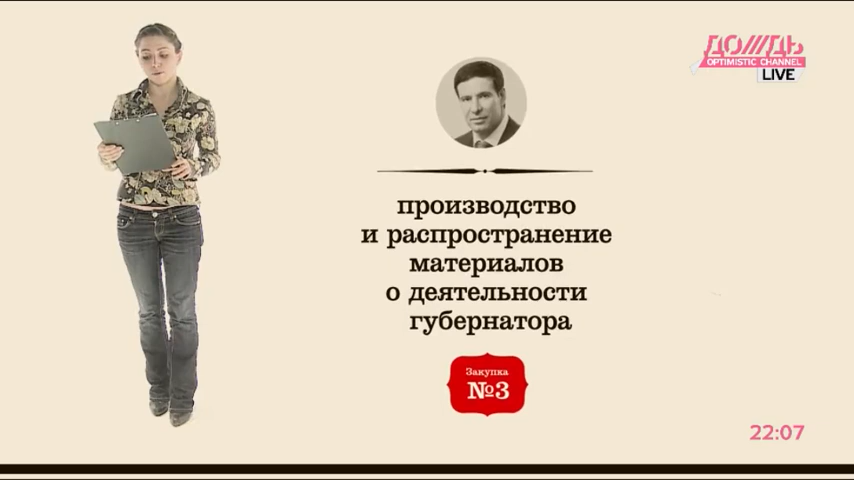 ДОЖДЬ
OPTIMISTIC CHANNEL
LIVE
производство
и распространение
материалов
о деятельности
губернатора
Закупка
№3
22:07